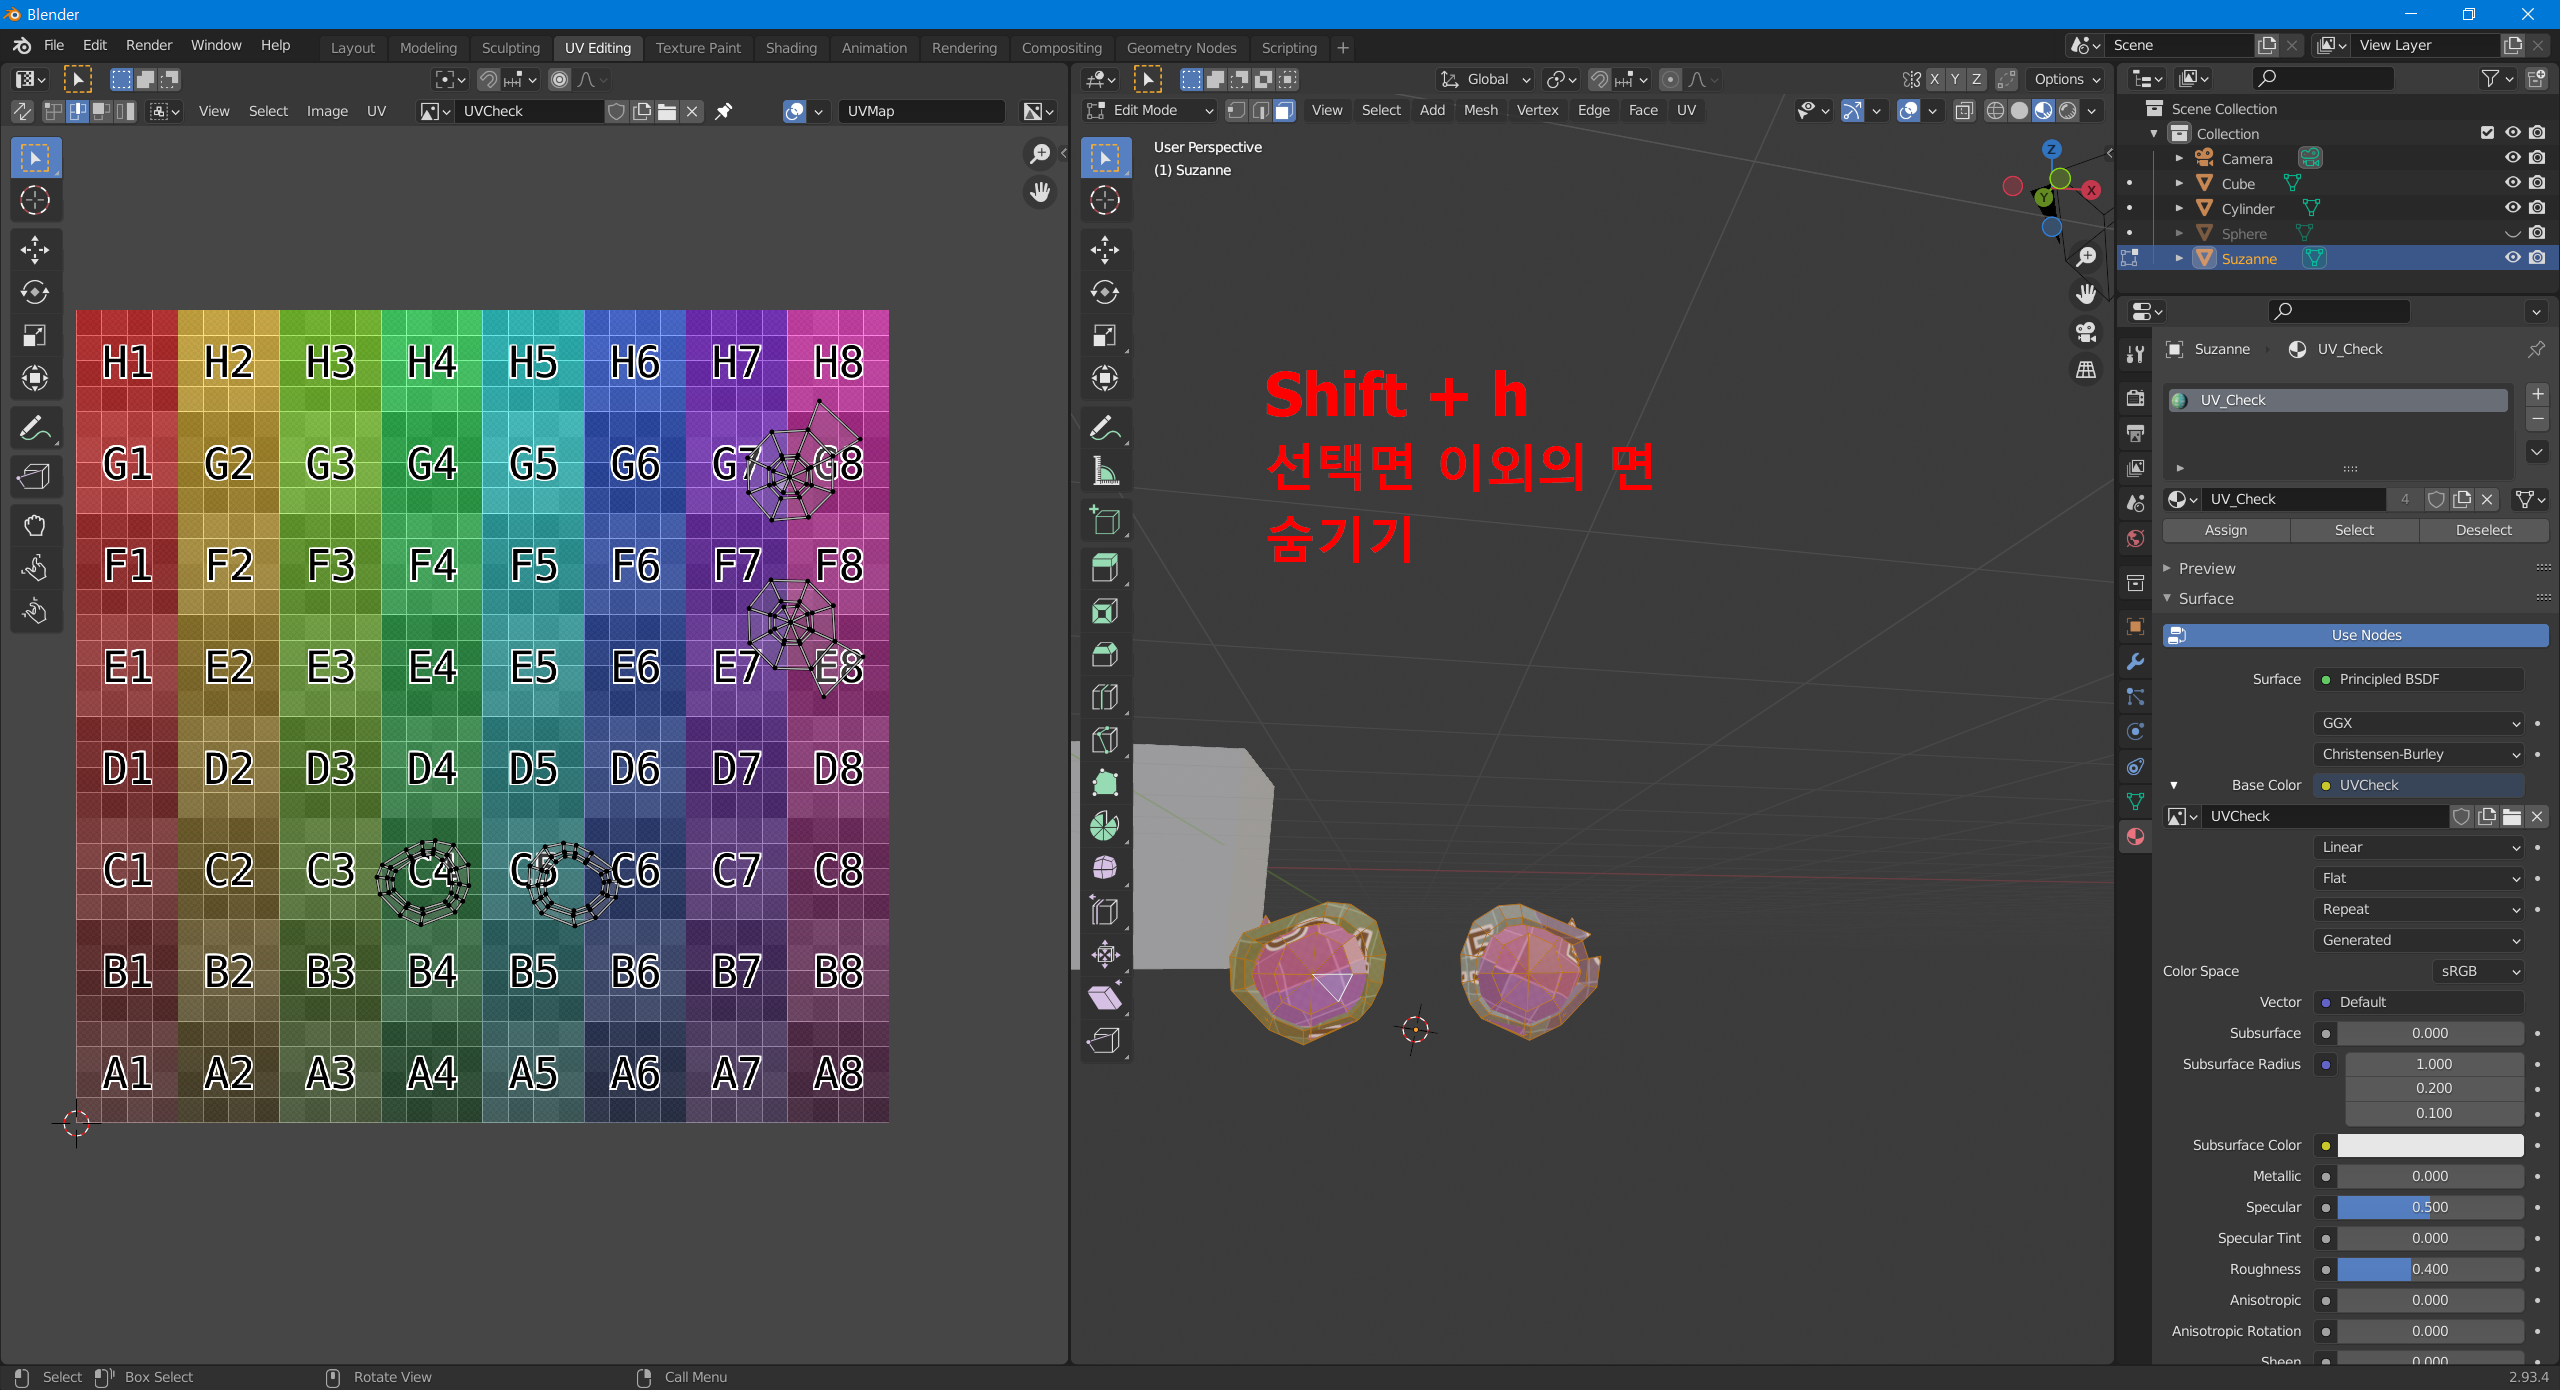 Blender
File Edit Render Window Help Layout Modeling Sculpting UV Editing Texture Paint Shading Animation Rendering Compositing Geometry Nodes Scripting + Scene View Layer
View Select Image UV UVCheck UVMap
Global X Y Z Options
Edit Mode View Select Add Mesh Vertex Edge Face UV
User Perspective
(1) Suzanne
Z
X
Y
H1 H2 H3 H4 H5 H6 H7 H8
G1 G2 G3 G4 G5 G6 G7 G8
F1 F2 F3 F4 F5 F6 F7 F8
E1 E2 E3 E4 E5 E6 E7 E8
D1 D2 D3 D4 D5 D6 D7 D8
C1 C2 C3 C4 C5 C6 C7 C8
B1 B2 B3 B4 B5 B6 B7 B8
A1 A2 A3 A4 A5 A6 A7 A8
Shift + h
선택면 이외의 면
숨기기
Scene Collection
Collection
Camera
Cube
Cylinder
Sphere
Suzanne
Suzanne UV_Check
UV_Check
UV_Check 4
Assign Select Deselect
Preview
Surface
Use Nodes
Surface Principled BSDF
GGX
Christensen-Burley
Base Color UVCheck
UVCheck
Linear
Flat
Repeat
Generated
Color Space sRGB
Vector Default
Subsurface 0.000
Subsurface Radius 1.000
0.200
0.100
Subsurface Color
Metallic 0.000
Specular 0.500
Specular Tint 0.000
Roughness 0.400
Anisotropic 0.000
Anisotropic Rotation 0.000
Sheen 0.000
Select Box Select Rotate View Call Menu 2.93.4